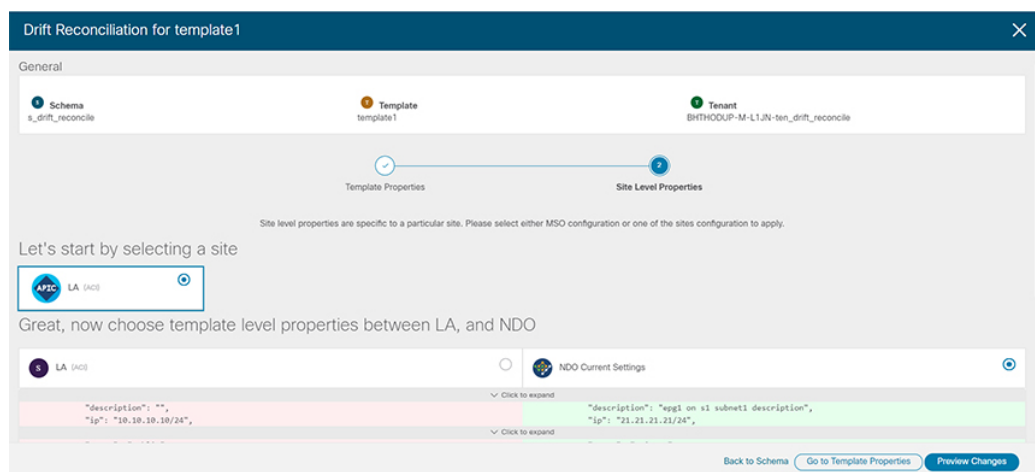 Drift Reconciliation for template1
General
S Schema
s_drift_reconcile
T Template
template1
T Tenant
BHTHODUP-M-L1JN-ten_drift_reconcile
2
Template Properties
Site Level Properties
Site level properties are specific to a particular site. Please select either MSO configuration or one of the sites configuration to apply.
Let's start by selecting a site
APIC LA (ACI)
Great, now choose template level properties between LA, and NDO
S LA (ACI) NDO Current Settings
Click to expand
"description": "", "description": "epg1 on s1 subnet1 description",
"ip": "10.10.10.10/24", "ip": "21.21.21.21/24",
Click to expand
Back to Schema Go to Template Properties Preview Changes